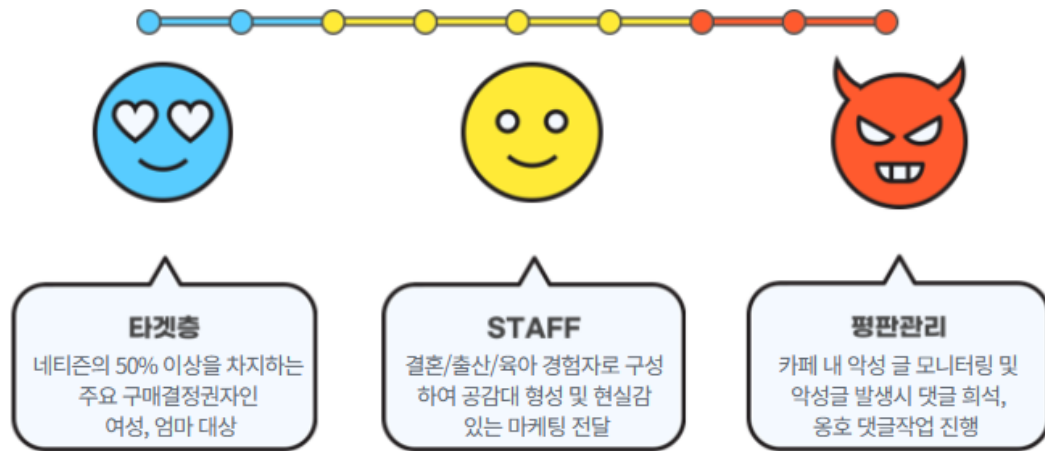 타겟층
네티즌의 50% 이상을 차지하는
주요 구매결정권자인
여성, 엄마 대상
STAFF
결혼/출산/육아 경험자로 구성
하여 공감대 형성 및 현실감
있는 마케팅 전달
평판관리
카페 내 악성 글 모니터링 및
악성글 발생시 댓글 희석,
옹호 댓글작업 진행